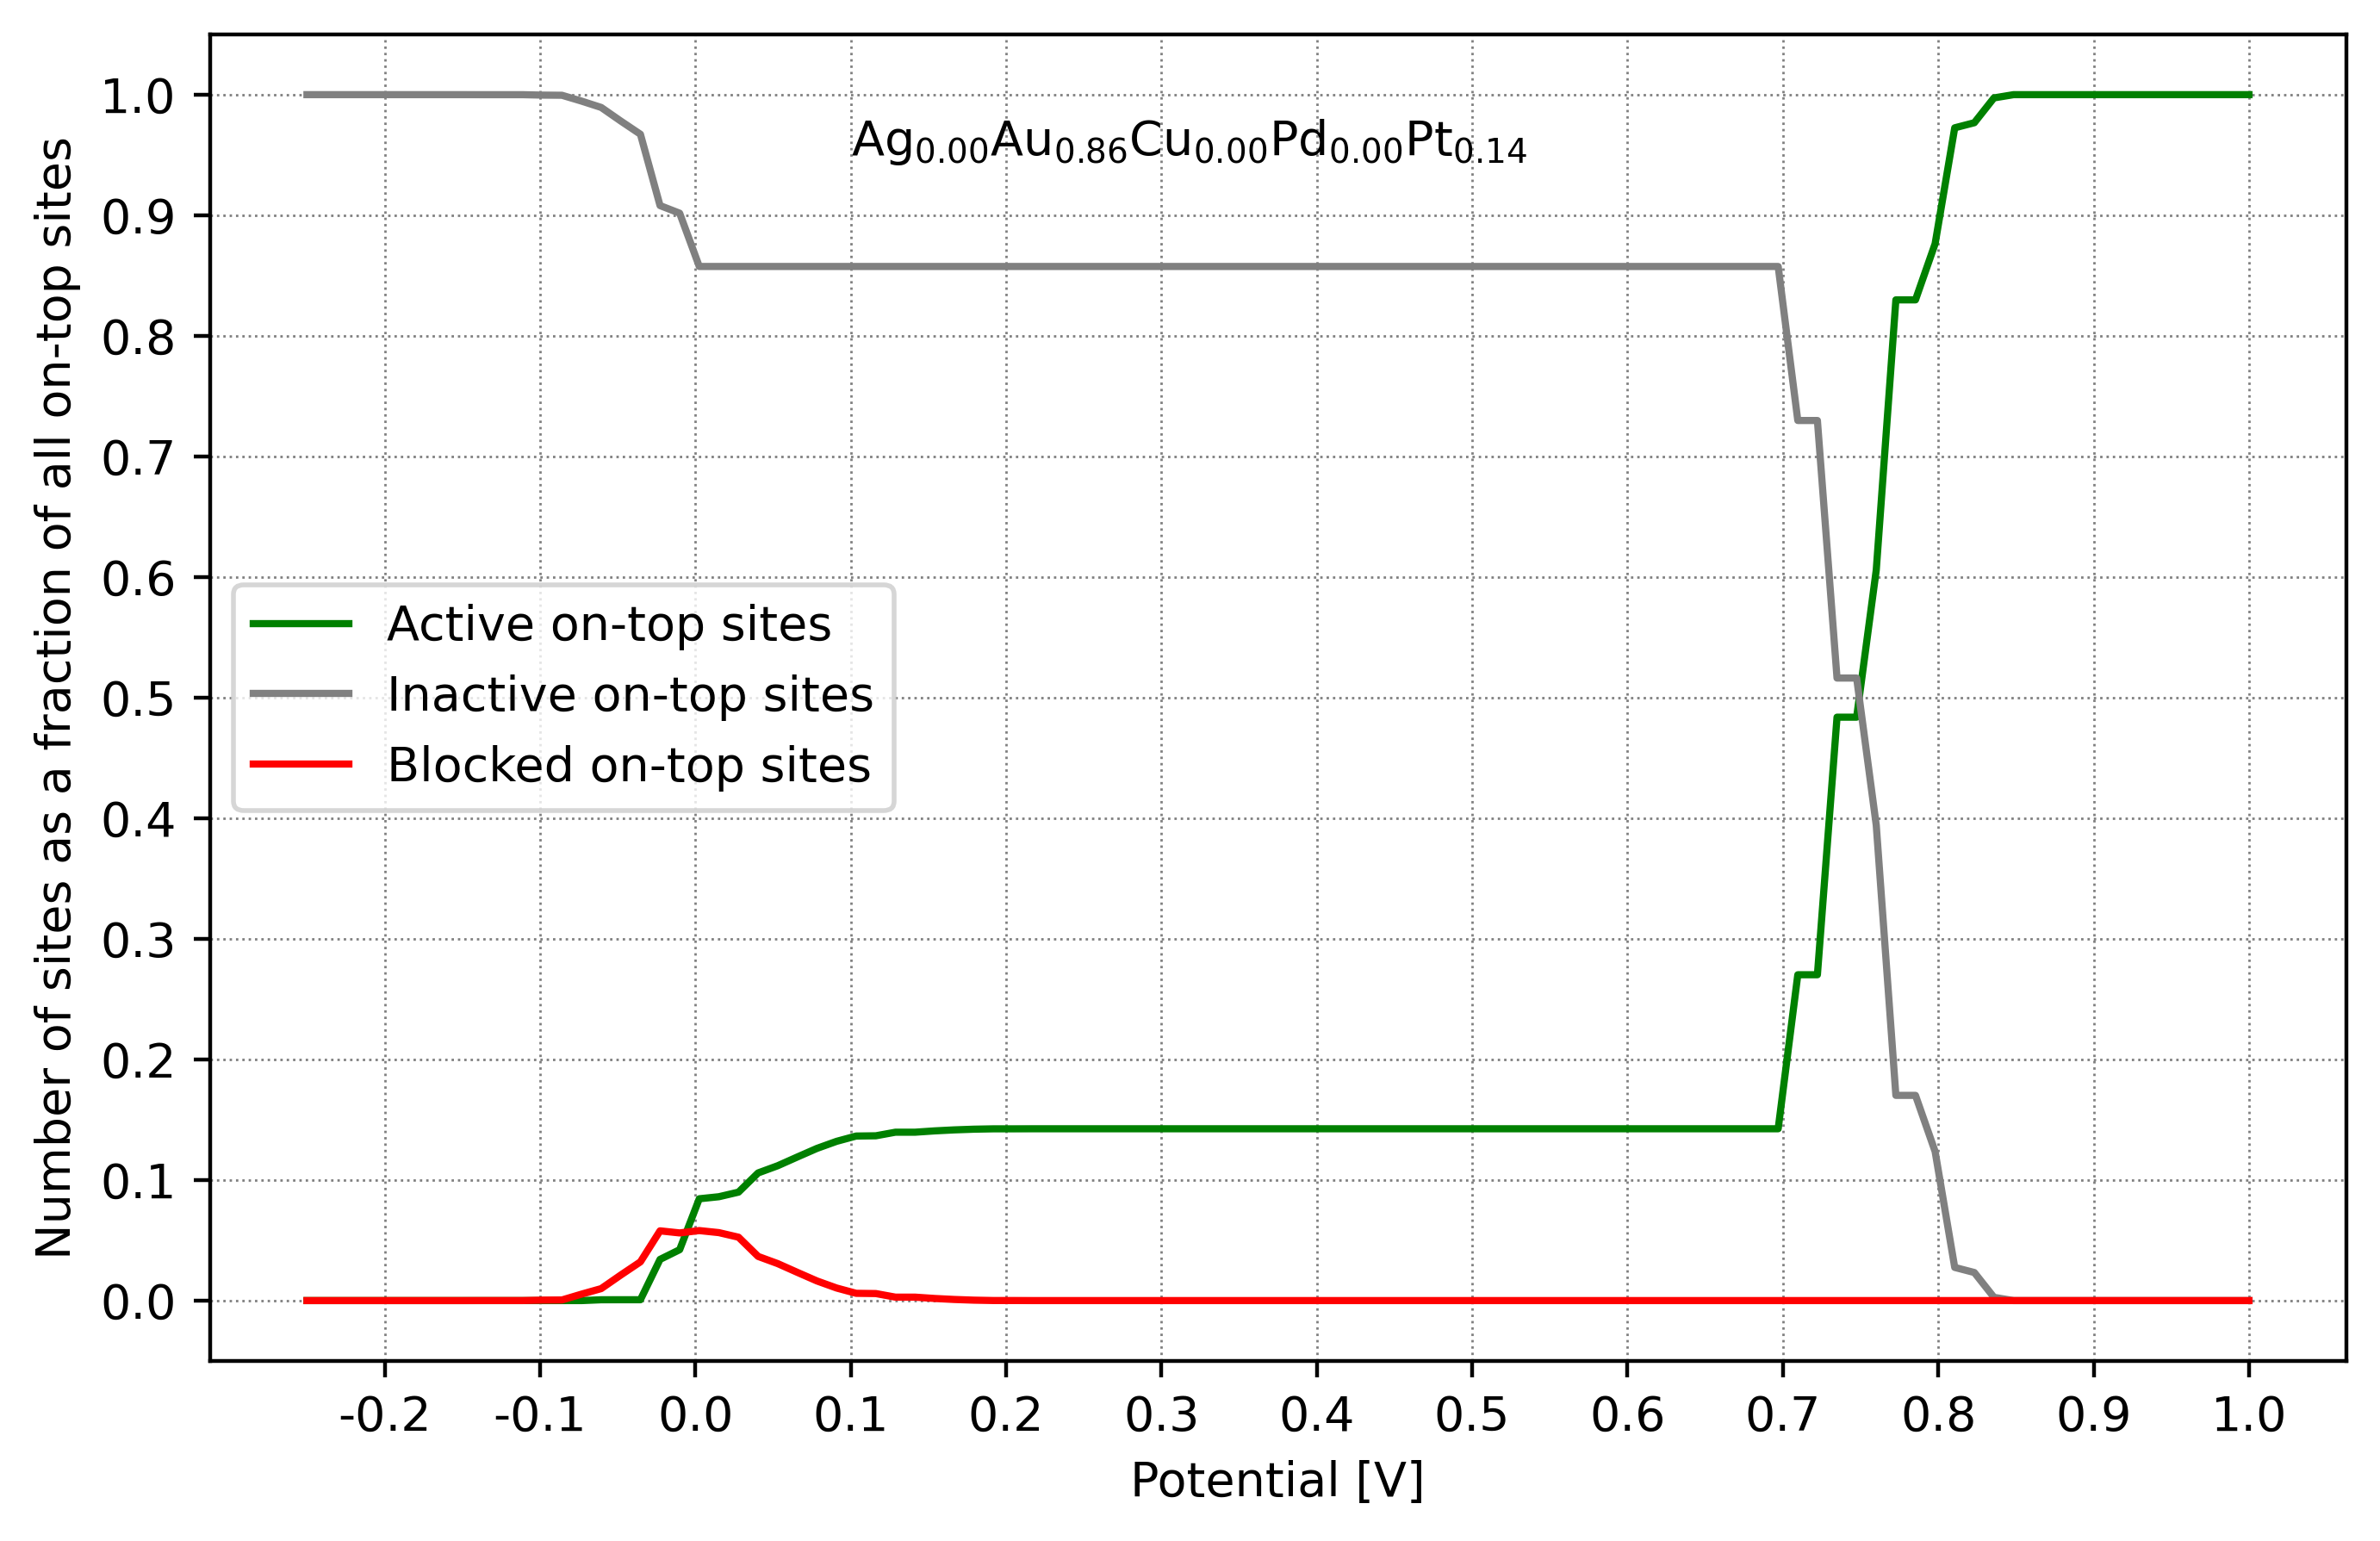 Number of sites as a fraction of all on-top sites
1.0
0.9
0.8
0.7
0.6
0.5
0.4
0.3
0.2
0.1
0.0
Ag0.00Au0.86Cu0.00Pd0.00Pt0.14
Active on-top sites
Inactive on-top sites
Blocked on-top sites
-0.2 -0.1 0.0 0.1 0.2 0.3 0.4 0.5 0.6 0.7 0.8 0.9 1.0
Potential [V]